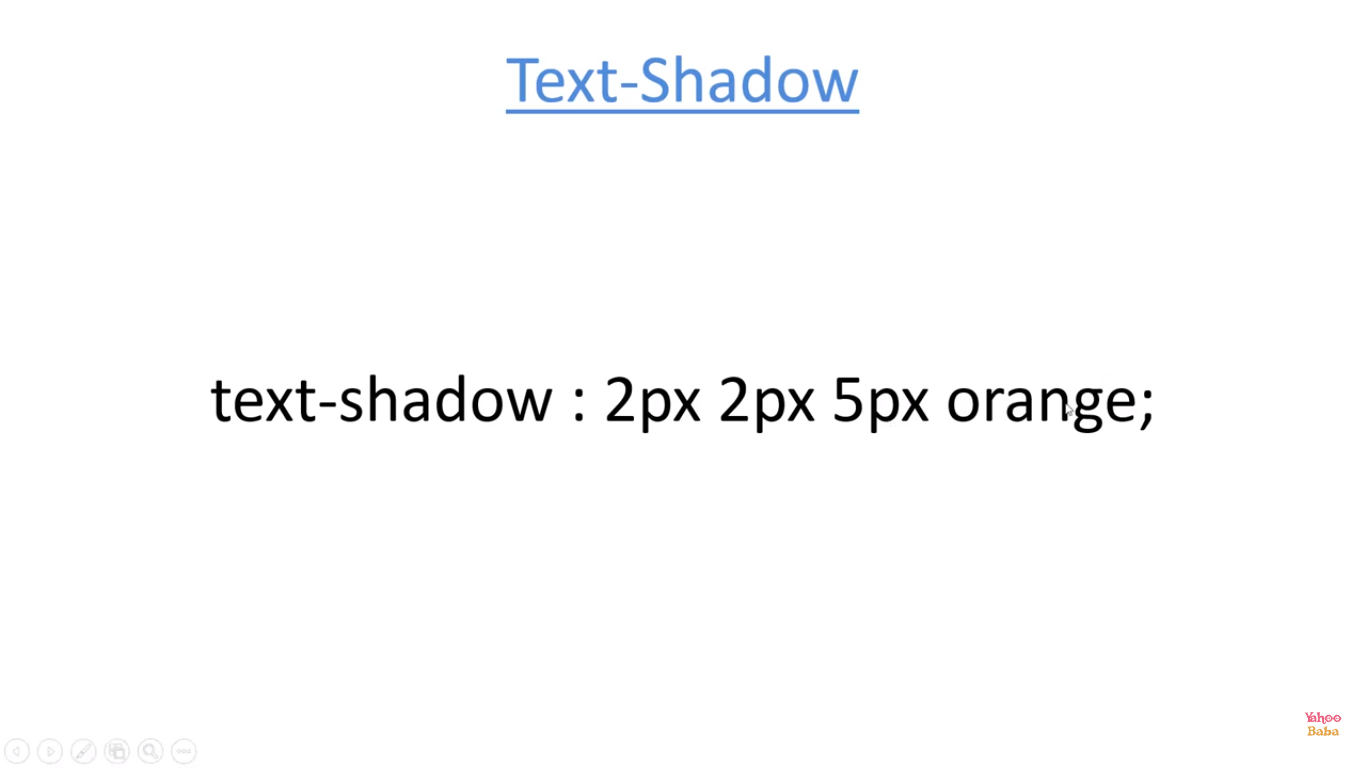 Text-Shadow
text-shadow : 2px 2px 5px orange;
Yahoo
Baba